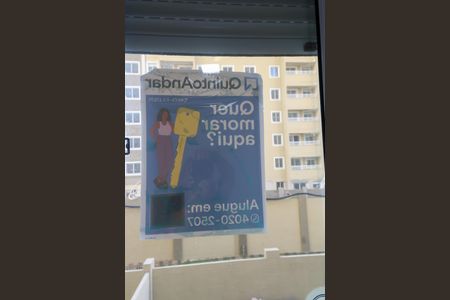 QuintoAndar
Quer
morar
aqui?
Alugue em:
4020-2507